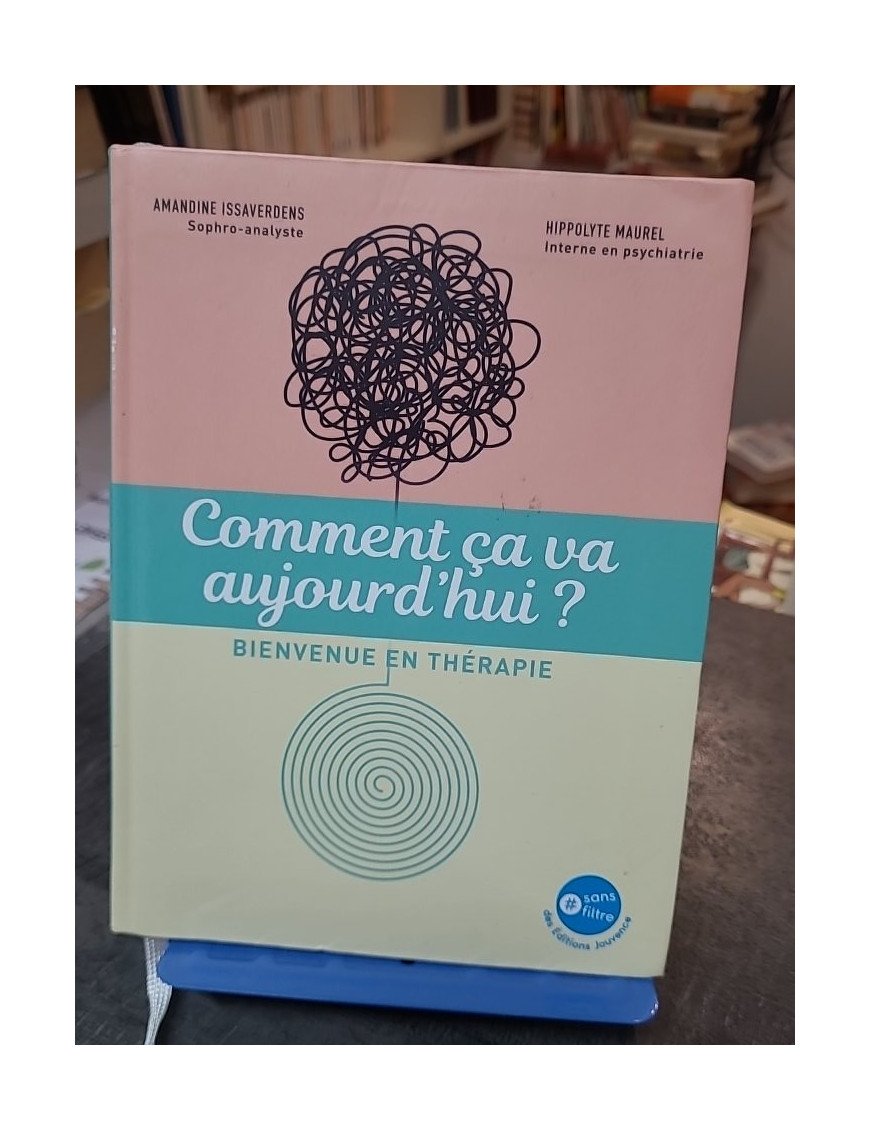 AMANDINE ISSAVERDENS
Sophro-analyste
HIPPOLYTE MAUREL
Interne en psychiatrie
Comment ça va
aujourd'hui ?
BIENVENUE EN THÉRAPIE
# sans
filtre
des Éditions Jouvence